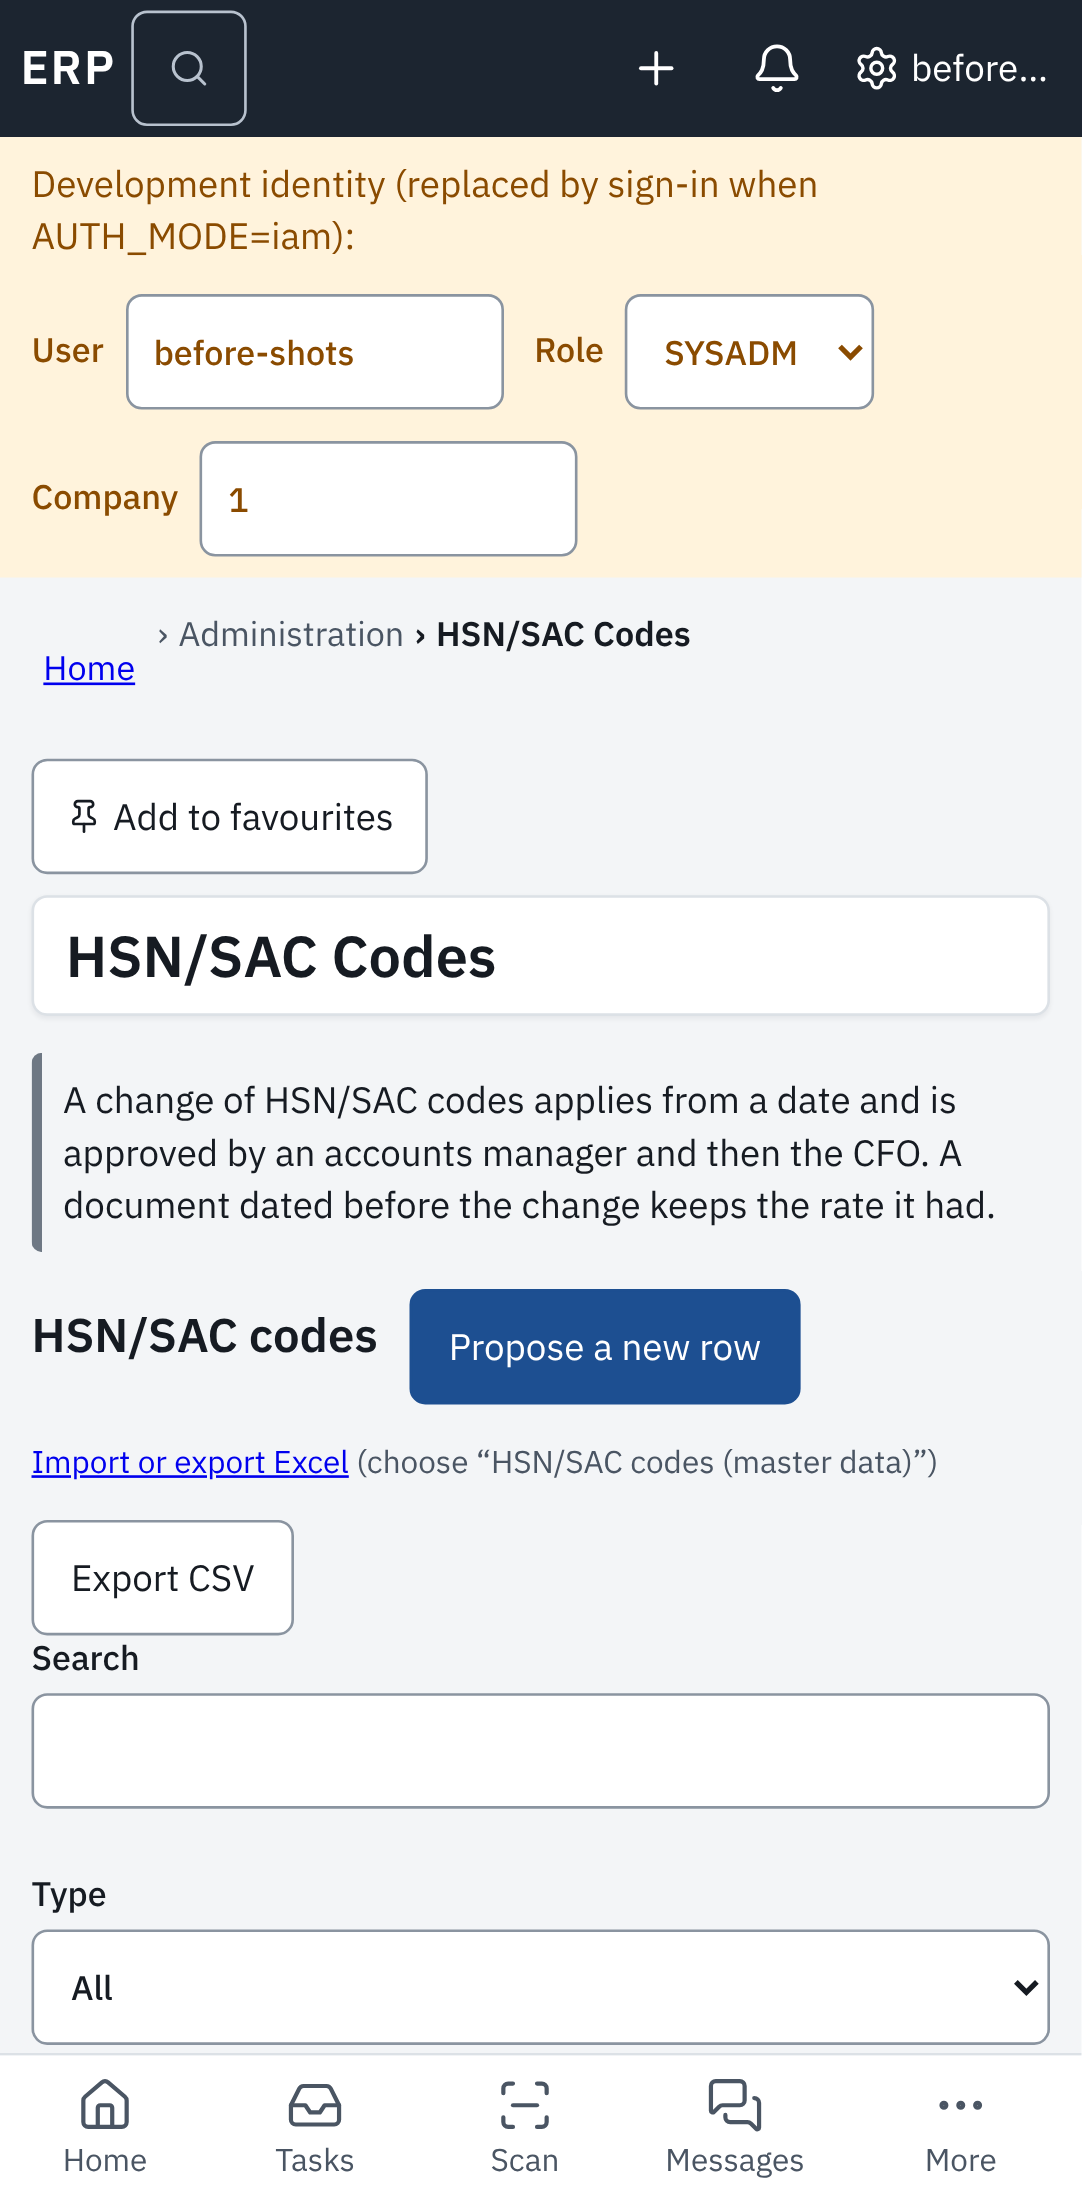 ERP before...
Development identity (replaced by sign-in when
AUTH_MODE=iam):
User before-shots Role SYSADM
Company 1
Home › Administration › HSN/SAC Codes
Add to favourites
HSN/SAC Codes
A change of HSN/SAC codes applies from a date and is
approved by an accounts manager and then the CFO. A
document dated before the change keeps the rate it had.
HSN/SAC codes Propose a new row
Import or export Excel (choose “HSN/SAC codes (master data)”)
Export CSV
Search
Type
All
Home Tasks Scan Messages More